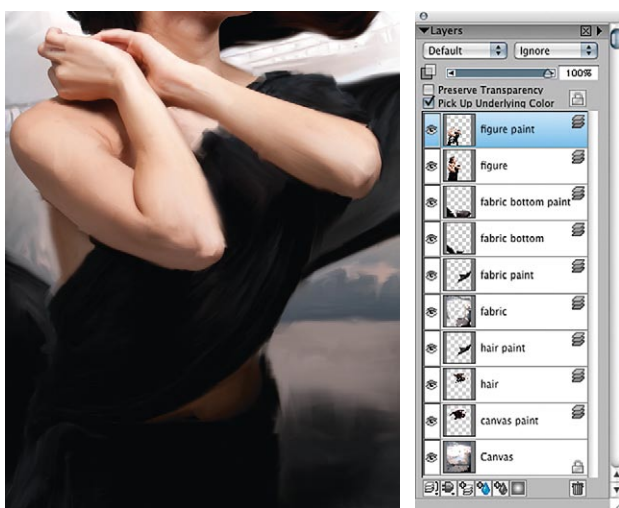 Layers
Default Ignore
100%
Preserve Transparency
Pick Up Underlying Color
figure paint
figure
fabric bottom paint
fabric bottom
fabric paint
fabric
hair paint
hair
canvas paint
Canvas